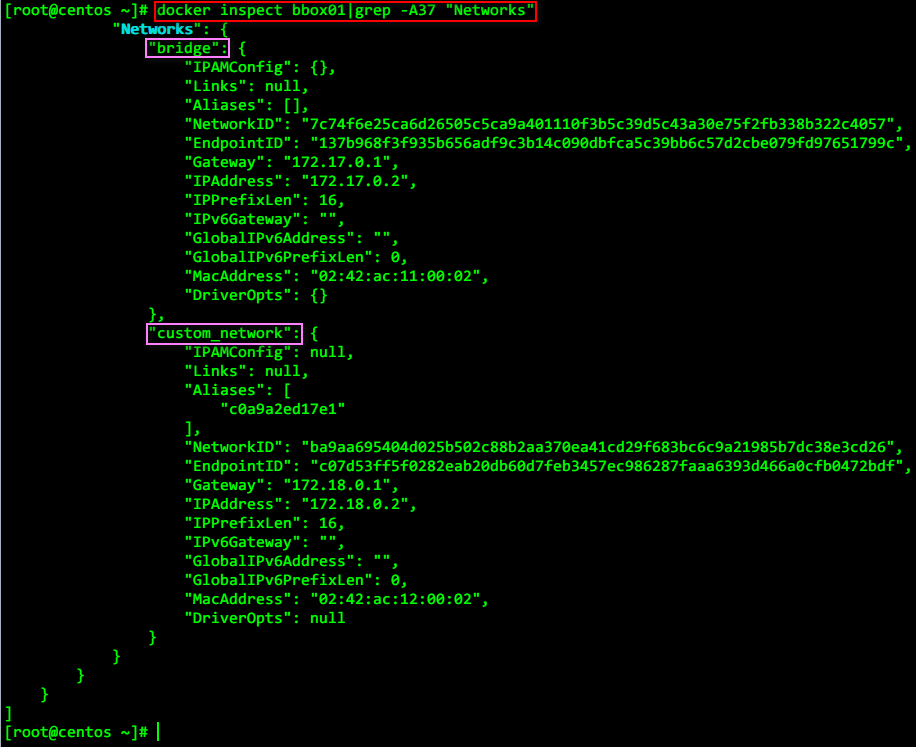 [root@centos ~]# docker inspect bbox01|grep -A37 "Networks"
            "Networks": {
                "bridge": {
                    "IPAMConfig": {},
                    "Links": null,
                    "Aliases": [],
                    "NetworkID": "7c74f6e25ca6d26505c5ca9a401110f3b5c39d5c43a30e75f2fb338b322c4057",
                    "EndpointID": "137b968f3f935b656adf9c3b14c090dbfca5c39bb6c57d2cbe079fd97651799c",
                    "Gateway": "172.17.0.1",
                    "IPAddress": "172.17.0.2",
                    "IPPrefixLen": 16,
                    "IPv6Gateway": "",
                    "GlobalIPv6Address": "",
                    "GlobalIPv6PrefixLen": 0,
                    "MacAddress": "02:42:ac:11:00:02",
                    "DriverOpts": {}
                },
                "custom_network": {
                    "IPAMConfig": null,
                    "Links": null,
                    "Aliases": [
                        "c0a9a2ed17e1"
                    ],
                    "NetworkID": "ba9aa695404d025b502c88b2aa370ea41cd29f683bc6c9a21985b7dc38e3cd26",
                    "EndpointID": "c07d53ff5f0282eab20db60d7feb3457ec986287faaa6393d466a0cfb0472bdf",
                    "Gateway": "172.18.0.1",
                    "IPAddress": "172.18.0.2",
                    "IPPrefixLen": 16,
                    "IPv6Gateway": "",
                    "GlobalIPv6Address": "",
                    "GlobalIPv6PrefixLen": 0,
                    "MacAddress": "02:42:ac:12:00:02",
                    "DriverOpts": null
                }
            }
        }
    }
]
[root@centos ~]#